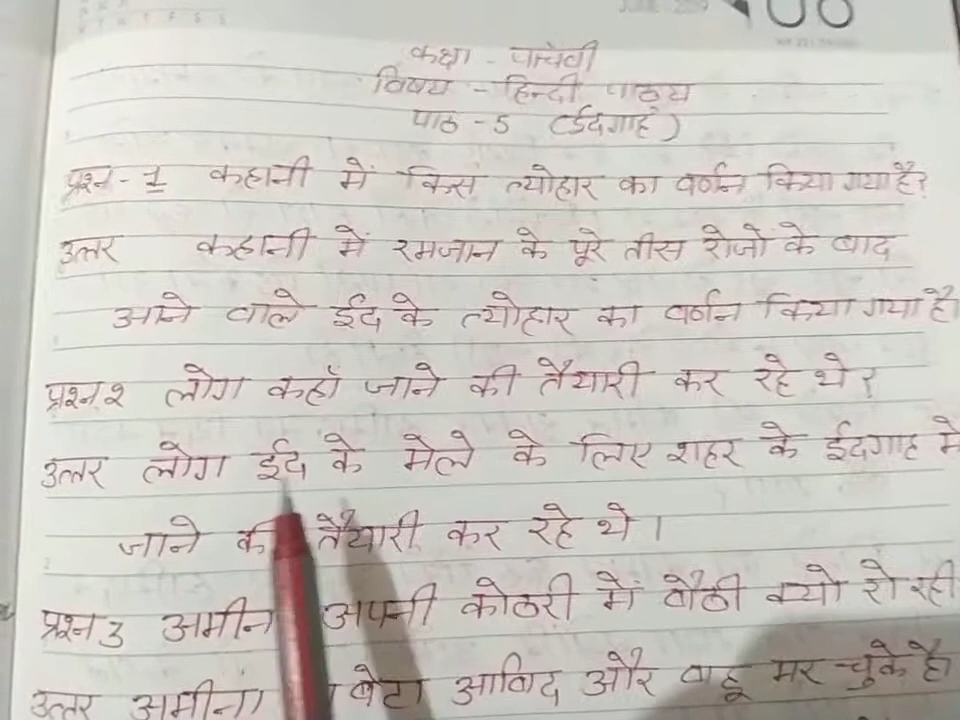 कक्षा - पांचवी
विषय - हिन्दी पाठ्य
पाठ - 5 (ईदगाह)
प्रश्न - 1 कहानी में किस त्योहार का वर्णन किया गया है?
उत्तर कहानी में रमजान के पूरे तीस रोजों के बाद
आने वाले ईद के त्योहार का वर्णन किया गया है
प्रश्न 2 लोग कहाँ जाने की तैयारी कर रहे थे?
उत्तर लोग ईद के मेले के लिए शहर के ईदगाह मे
जाने की तैयारी कर रहे थे।
प्रश्न 3 अमीन अपनी कोठरी में बैठी क्यो रो रही
उत्तर अमीना बेटा आबिद और बहू मर चुके है